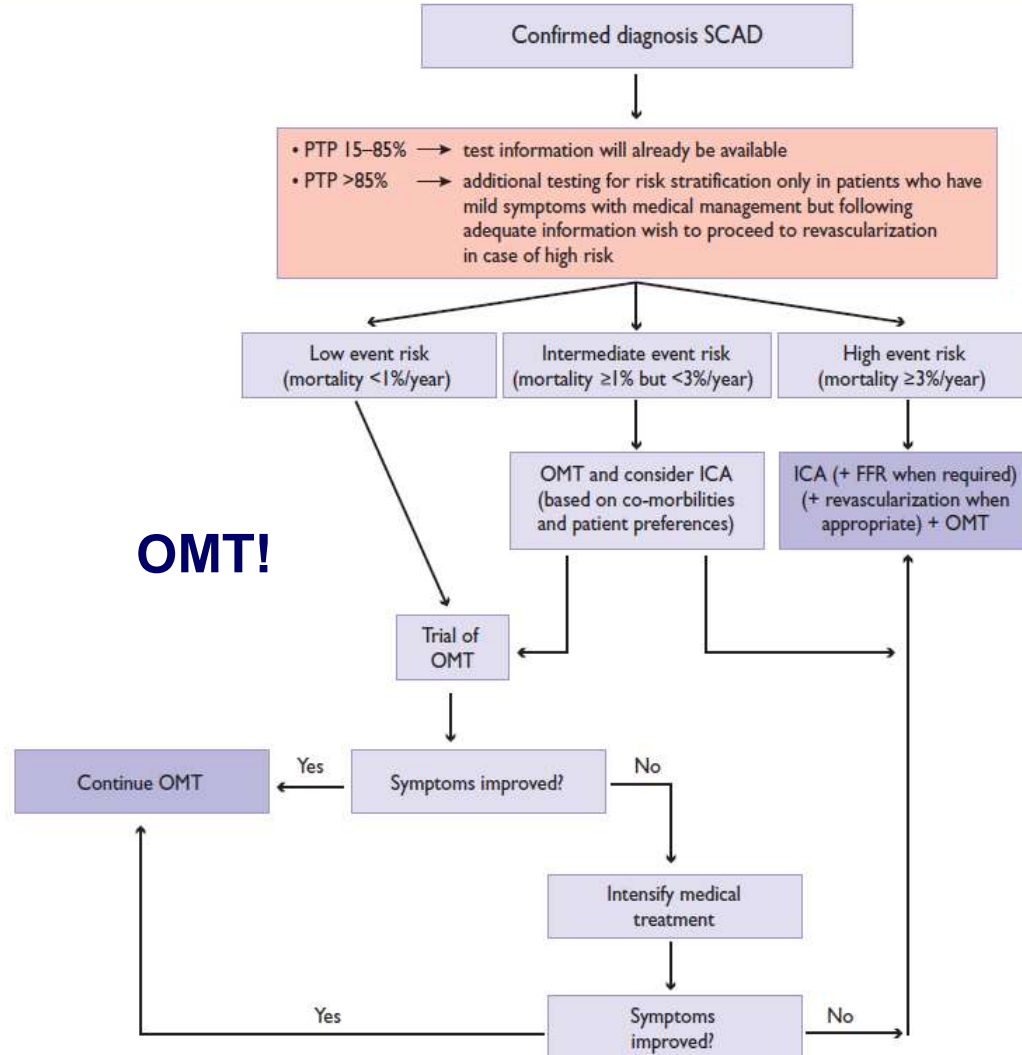 Confirmed diagnosis SCAD
• PTP 15–85% → test information will already be available
• PTP >85% → additional testing for risk stratification only in patients who have
mild symptoms with medical management but following
adequate information wish to proceed to revascularization
in case of high risk
Low event risk
(mortality <1%/year)
Intermediate event risk
(mortality ≥1% but <3%/year)
High event risk
(mortality ≥3%/year)
OMT and consider ICA
(based on co-morbilities
and patient preferences)
ICA (+ FFR when required)
(+ revascularization when
appropriate) + OMT
OMT!
Trial of
OMT
Continue OMT
Yes
Symptoms improved?
No
Intensify medical
treatment
Yes
Symptoms
improved?
No